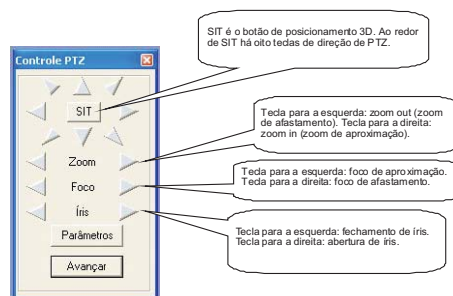 SIT é o botão de posicionamento 3D. Ao redor
de SIT há oito teclas de direção de PTZ.
Controle PTZ
SIT
Tecla para a esquerda: zoom out (zoom
de afastamento). Tecla para a direita:
zoom in (zoom de aproximação).
Zoom
Tecla para a esquerda: foco de aproximação.
Tecla para a direita: foco de afastamento.
Foco
Íris
Tecla para a esquerda: fechamento de íris.
Tecla para a direita: abertura de íris.
Parâmetros
Avançar